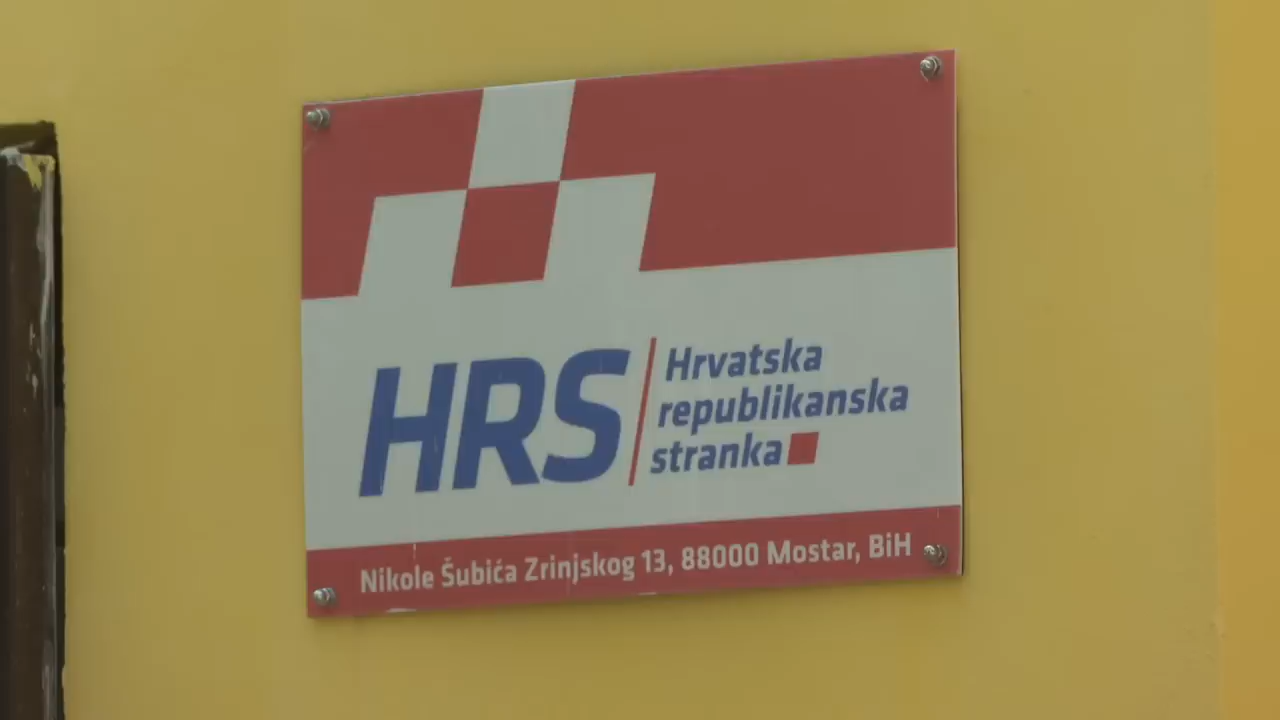 HRS
Hrvatska
republikanska
stranka
Nikole Šubića Zrinjskog 13, 88000 Mostar, BiH